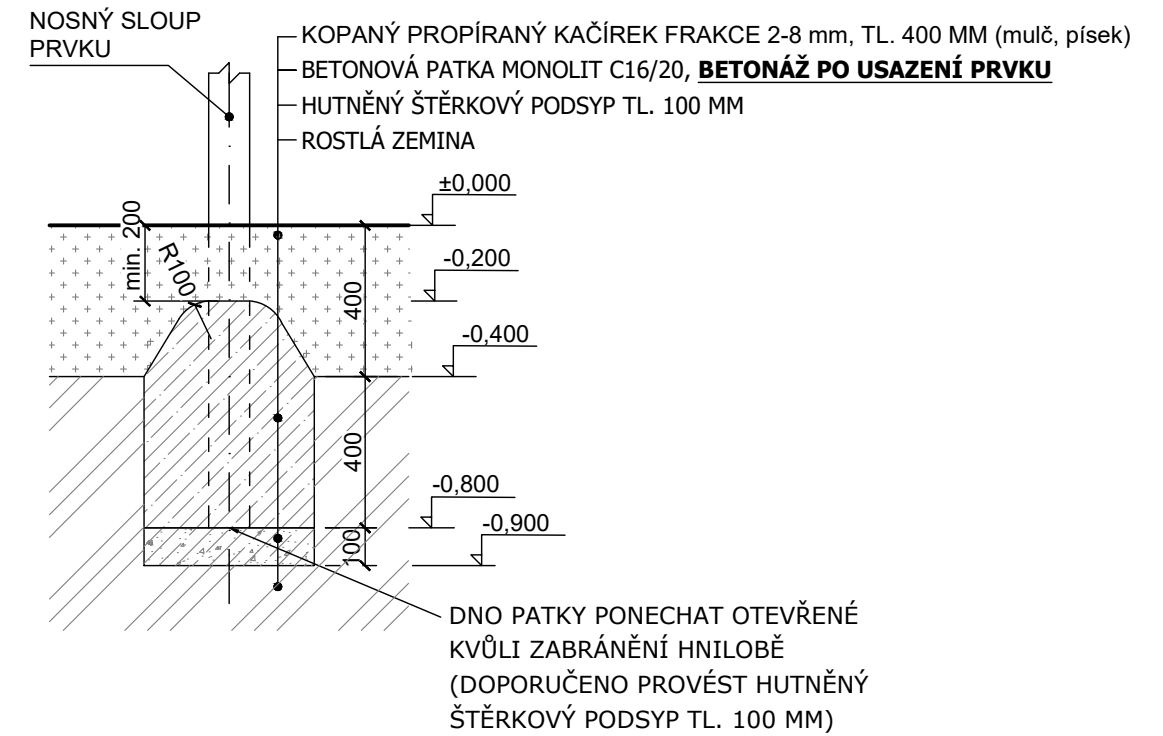 NOSNÝ SLOUP
PRVKU
KOPANÝ PROPÍRANÝ KAČÍREK FRAKCE 2-8 mm, TL. 400 MM (mulč, písek)
BETONOVÁ PATKA MONOLIT C16/20, BETONÁŽ PO USAZENÍ PRVKU
HUTNĚNÝ ŠTĚRKOVÝ PODSYP TL. 100 MM
ROSTLÁ ZEMINA
±0,000
min. 200
R100
-0,200
400
-0,400
400
-0,800
-0,900
100
DNO PATKY PONECHAT OTEVŘENÉ
KVŮLI ZABRÁNĚNÍ HNILOBĚ
(DOPORUČENO PROVÉST HUTNĚNÝ
ŠTĚRKOVÝ PODSYP TL. 100 MM)